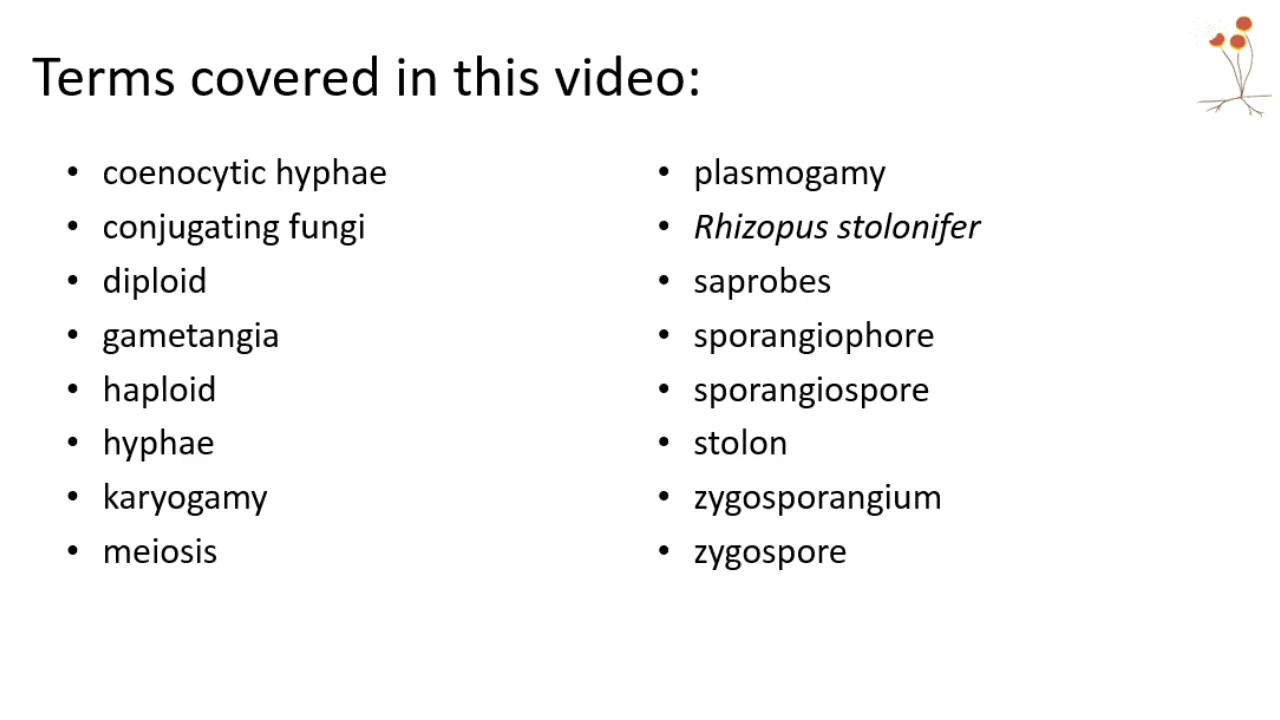 Terms covered in this video:
• coenocytic hyphae
• conjugating fungi
• diploid
• gametangia
• haploid
• hyphae
• karyogamy
• meiosis
• plasmogamy
• Rhizopus stolonifer
• saprobes
• sporangiophore
• sporangiospore
• stolon
• zygosporangium
• zygospore